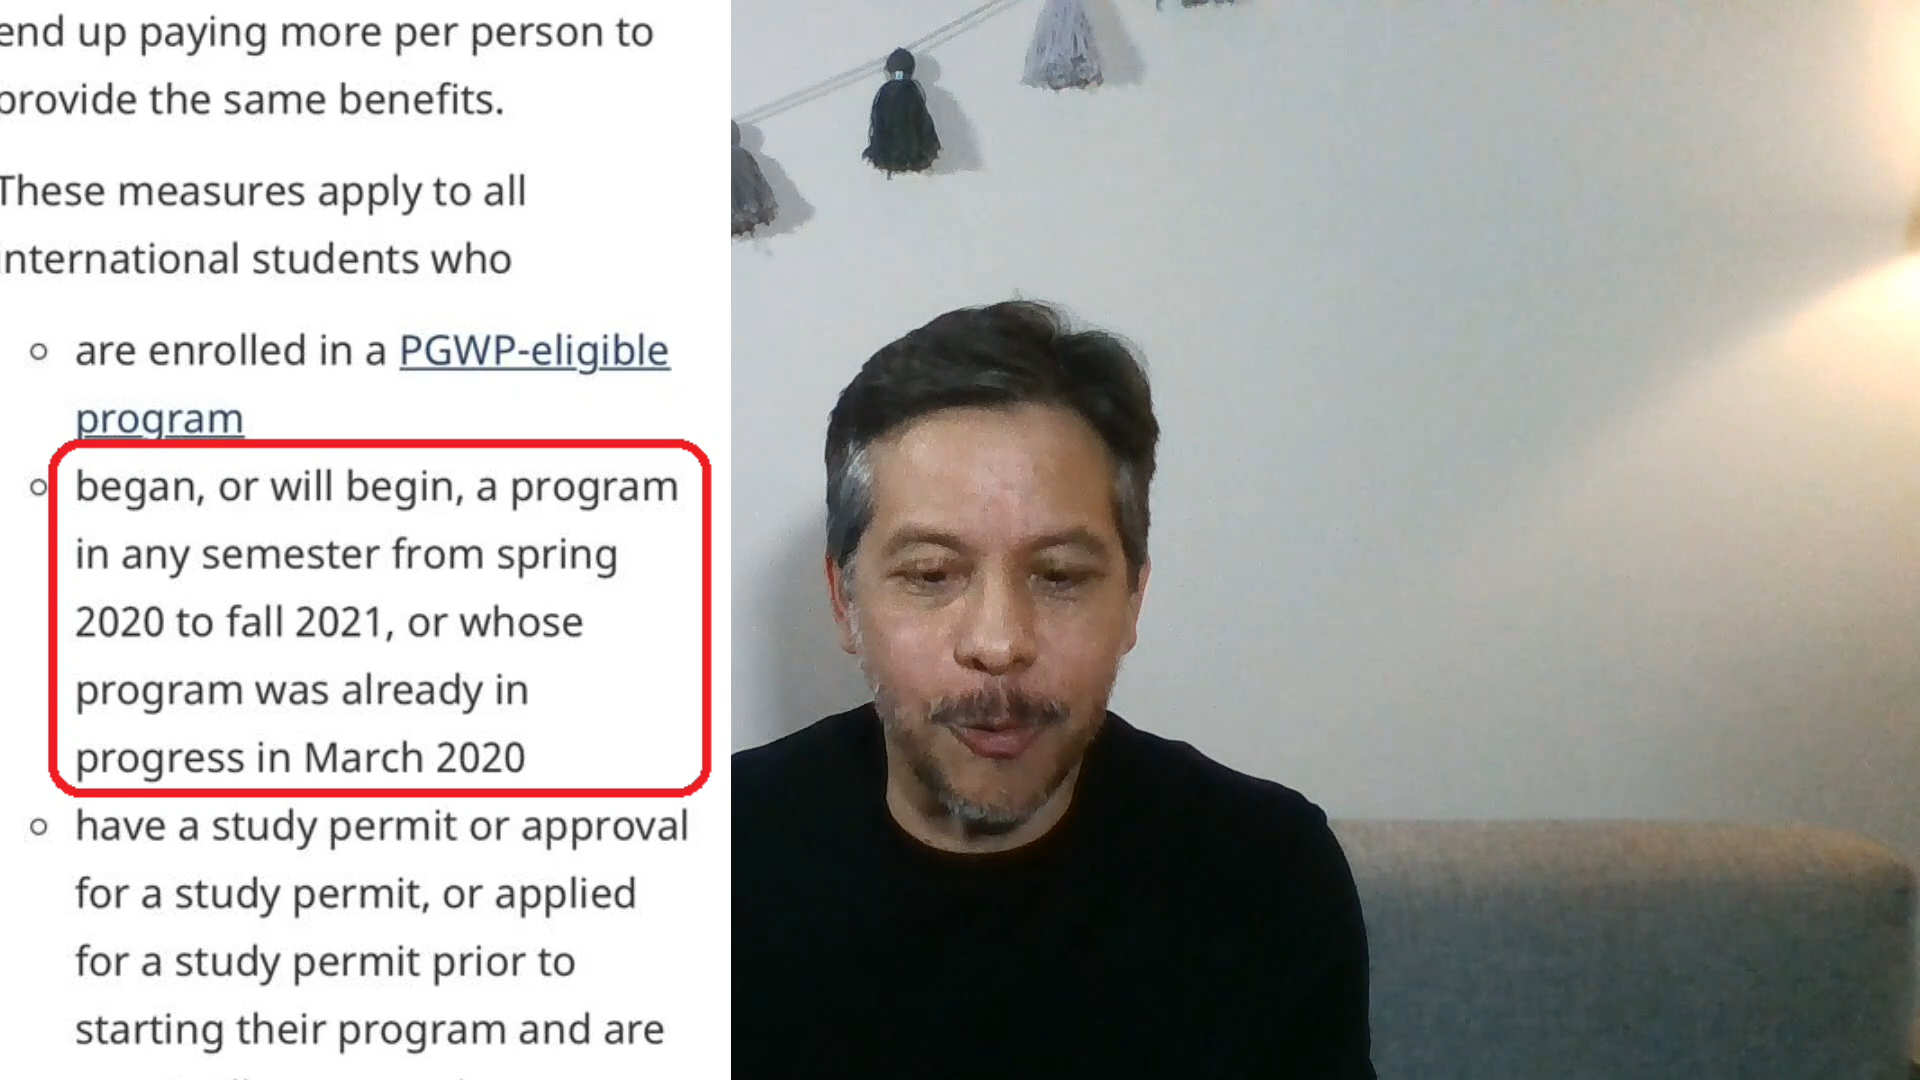 end up paying more per person to
provide the same benefits.
These measures apply to all
international students who
are enrolled in a PGWP-eligible
program
began, or will begin, a program
in any semester from spring
2020 to fall 2021, or whose
program was already in
progress in March 2020
have a study permit or approval
for a study permit, or applied
for a study permit prior to
starting their program and are